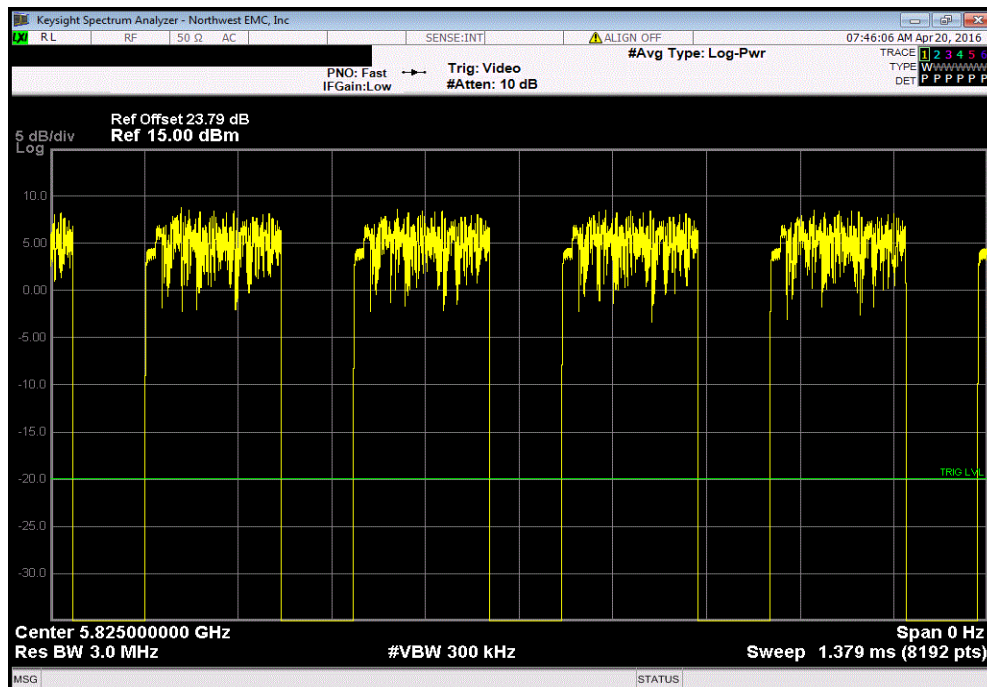 Keysight Spectrum Analyzer - Northwest EMC, Inc
LXI RL RF 50 Ω AC SENSE:INT ALIGN OFF 07:46:06 AM Apr 20, 2016
#Avg Type: Log-Pwr TRACE 1 2 3 4 5 6
PNO: Fast Trig: Video TYPE WWWWWW
IFGain:Low #Atten: 10 dB DET P P P P P P
Ref Offset 23.79 dB
5 dB/div Ref 15.00 dBm
Log
10.0
5.00
0.00
-5.00
-10.0
-15.0
-20.0 TRIG LVL
-25.0
-30.0
Center 5.825000000 GHz Span 0 Hz
Res BW 3.0 MHz #VBW 300 kHz Sweep 1.379 ms (8192 pts)
MSG STATUS